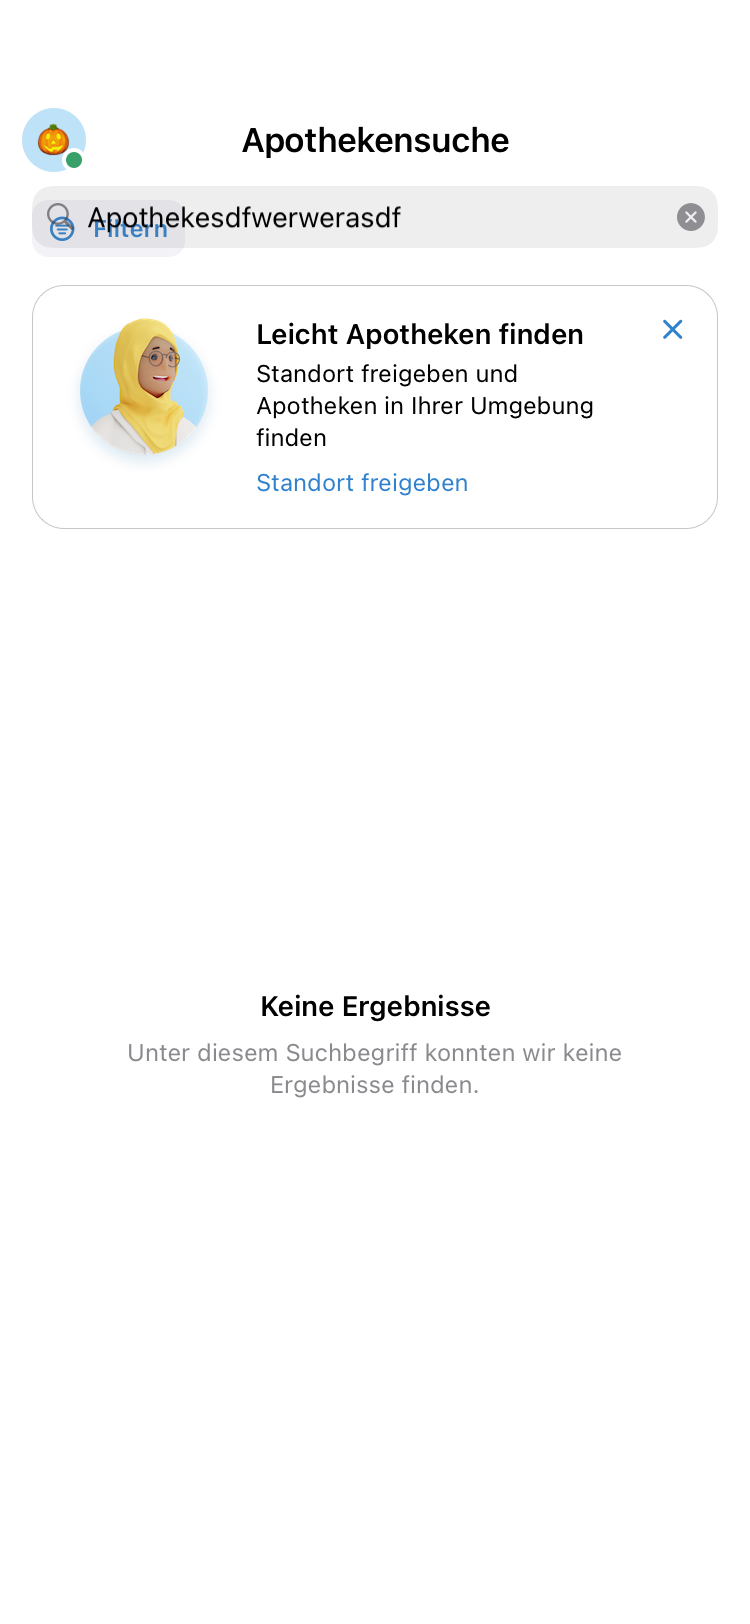 Apothekensuche
Apothekesdfwerwerasdf
Filtern
Leicht Apotheken finden
Standort freigeben und
Apotheken in Ihrer Umgebung
finden
Standort freigeben
Keine Ergebnisse
Unter diesem Suchbegriff konnten wir keine
Ergebnisse finden.